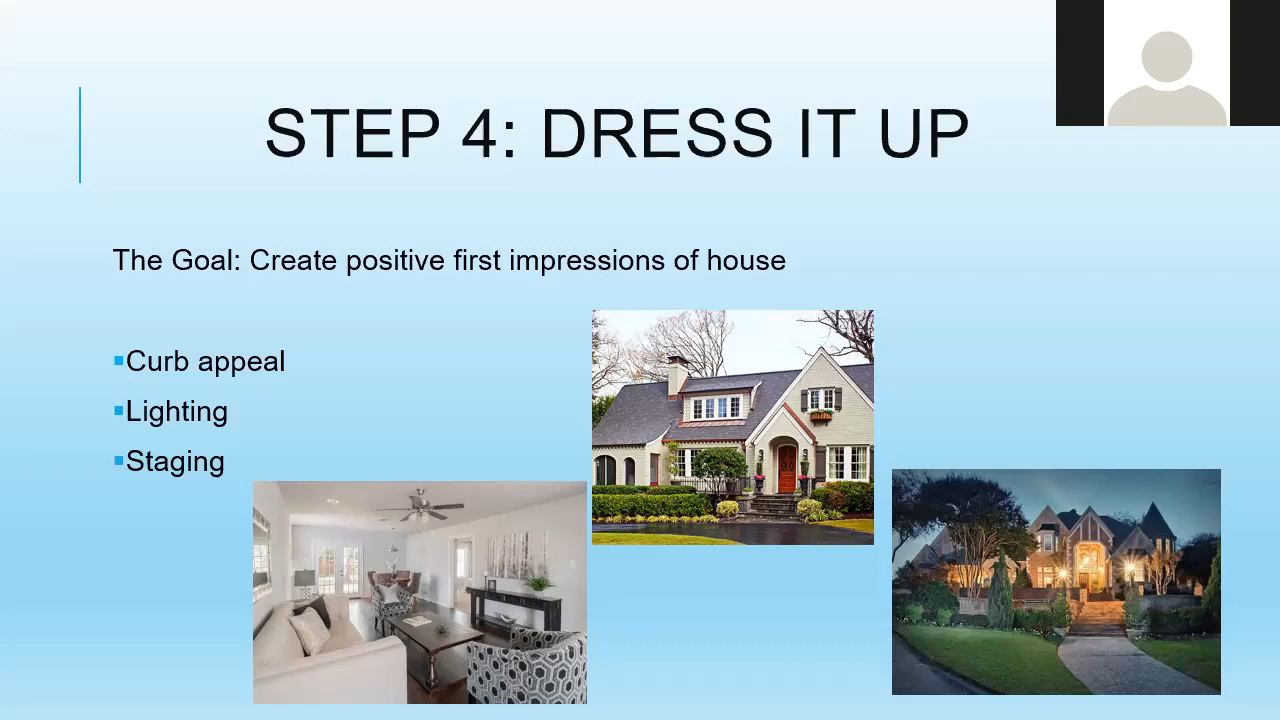 STEP 4: DRESS IT UP
The Goal: Create positive first impressions of house
▪Curb appeal
▪Lighting
▪Staging